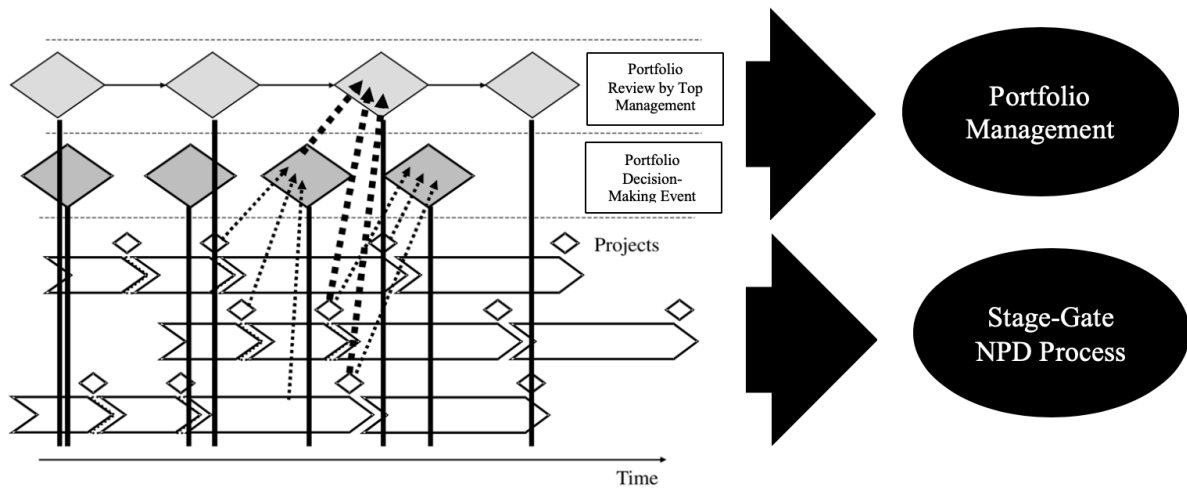 Portfolio
Review by Top
Management
Portfolio
Decision-
Making Event
Projects
Time
Portfolio
Management
Stage-Gate
NPD Process